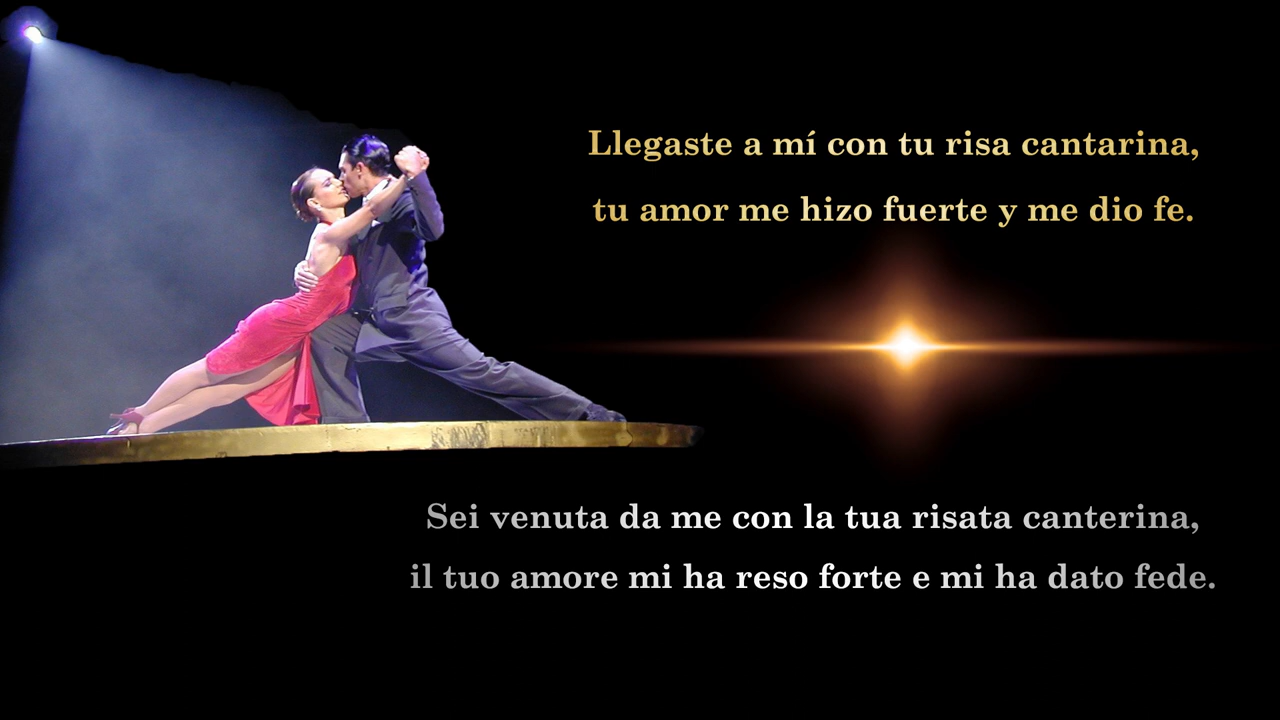 Llegaste a mí con tu risa cantarina,
tu amor me hizo fuerte y me dio fe.
Sei venuta da me con la tua risata canterina,
il tuo amore mi ha reso forte e mi ha dato fede.